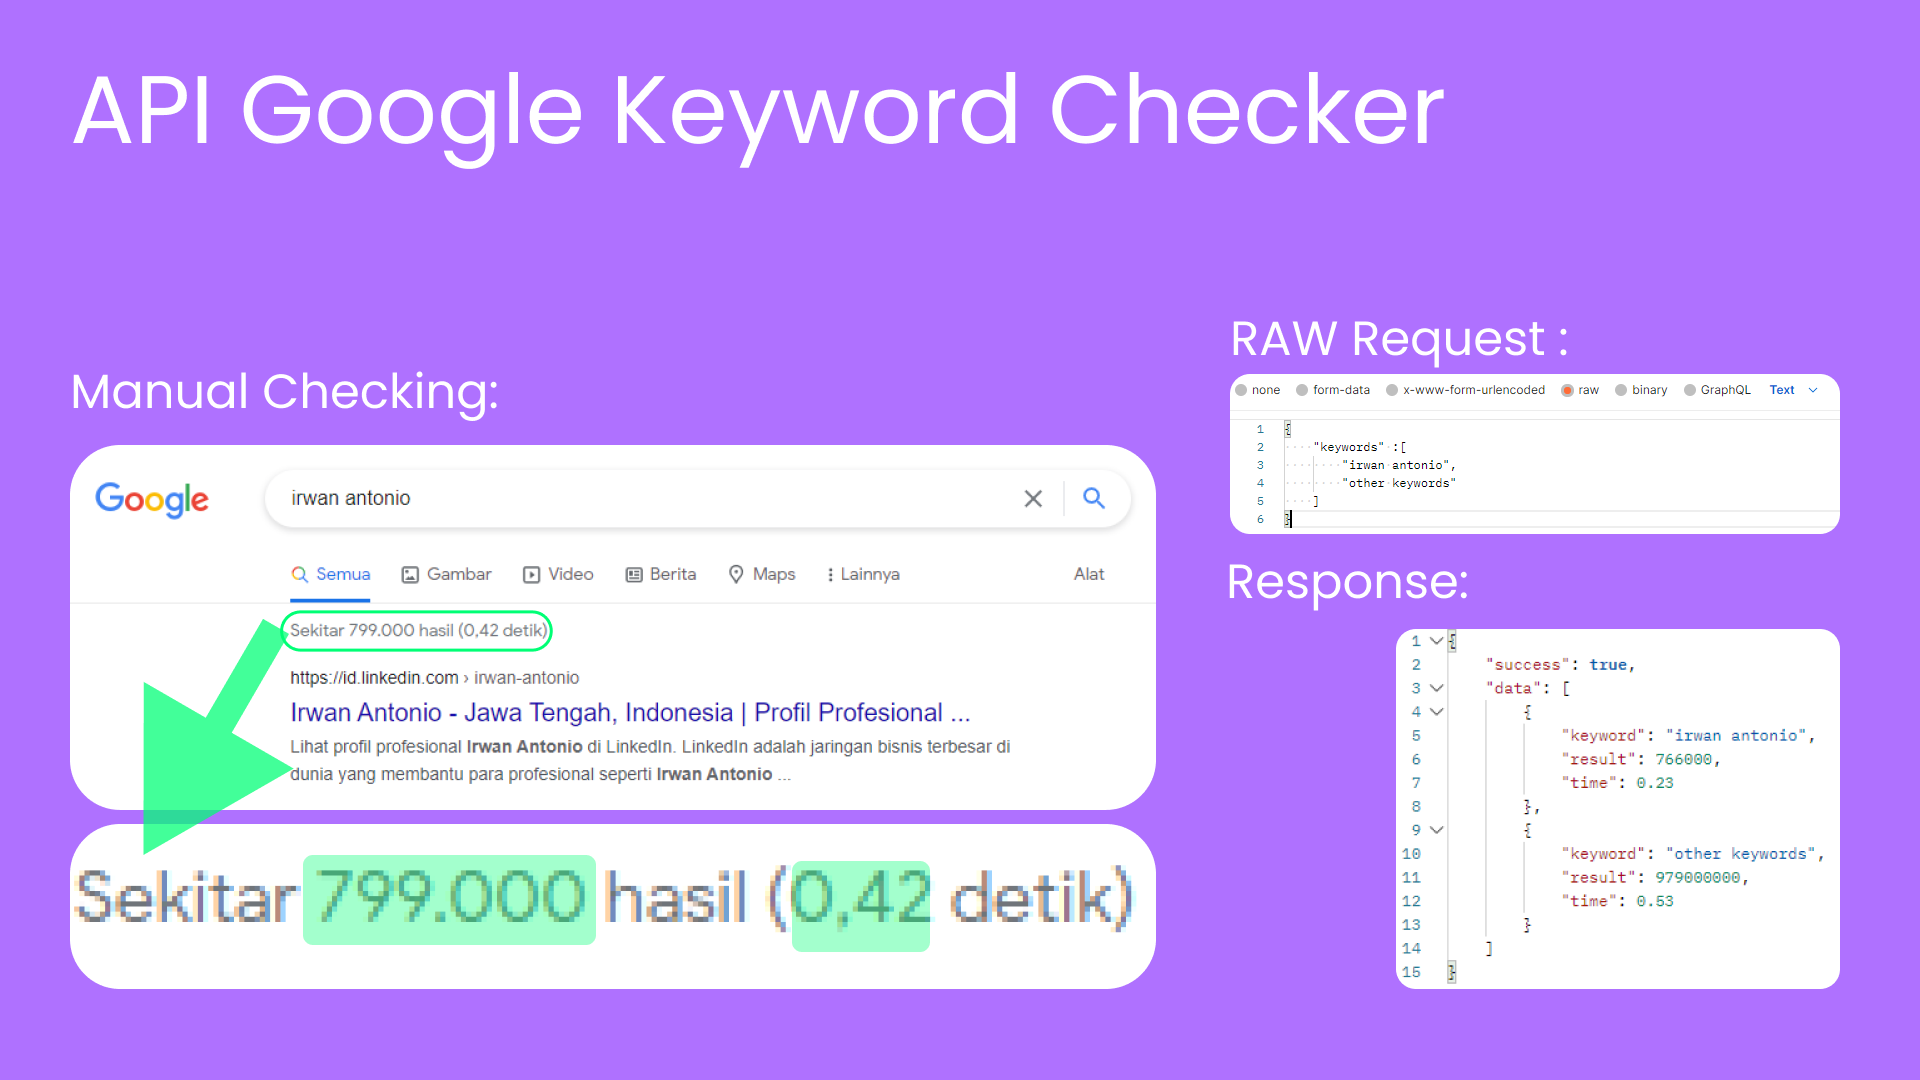 API Google Keyword Checker
Manual Checking:
Google
irwan antonio
Semua Gambar Video Berita Maps Lainnya Alat
Sekitar 799.000 hasil (0,42 detik)
https://id.linkedin.com › irwan-antonio
Irwan Antonio - Jawa Tengah, Indonesia | Profil Profesional ...
Lihat profil profesional Irwan Antonio di LinkedIn. LinkedIn adalah jaringan bisnis terbesar di
dunia yang membantu para profesional seperti Irwan Antonio ...
Sekitar 799.000 hasil (0,42 detik)
RAW Request :
none form-data x-www-form-urlencoded raw binary GraphQL Text
1 {
2 "keywords" :[
3 "irwan antonio",
4 "other keywords"
5 ]
6 }
Response:
1 {
2 "success": true,
3 "data": [
4 {
5 "keyword": "irwan antonio",
6 "result": 766000,
7 "time": 0.23
8 },
9 {
10 "keyword": "other keywords",
11 "result": 979000000,
12 "time": 0.53
13 }
14 ]
15 }